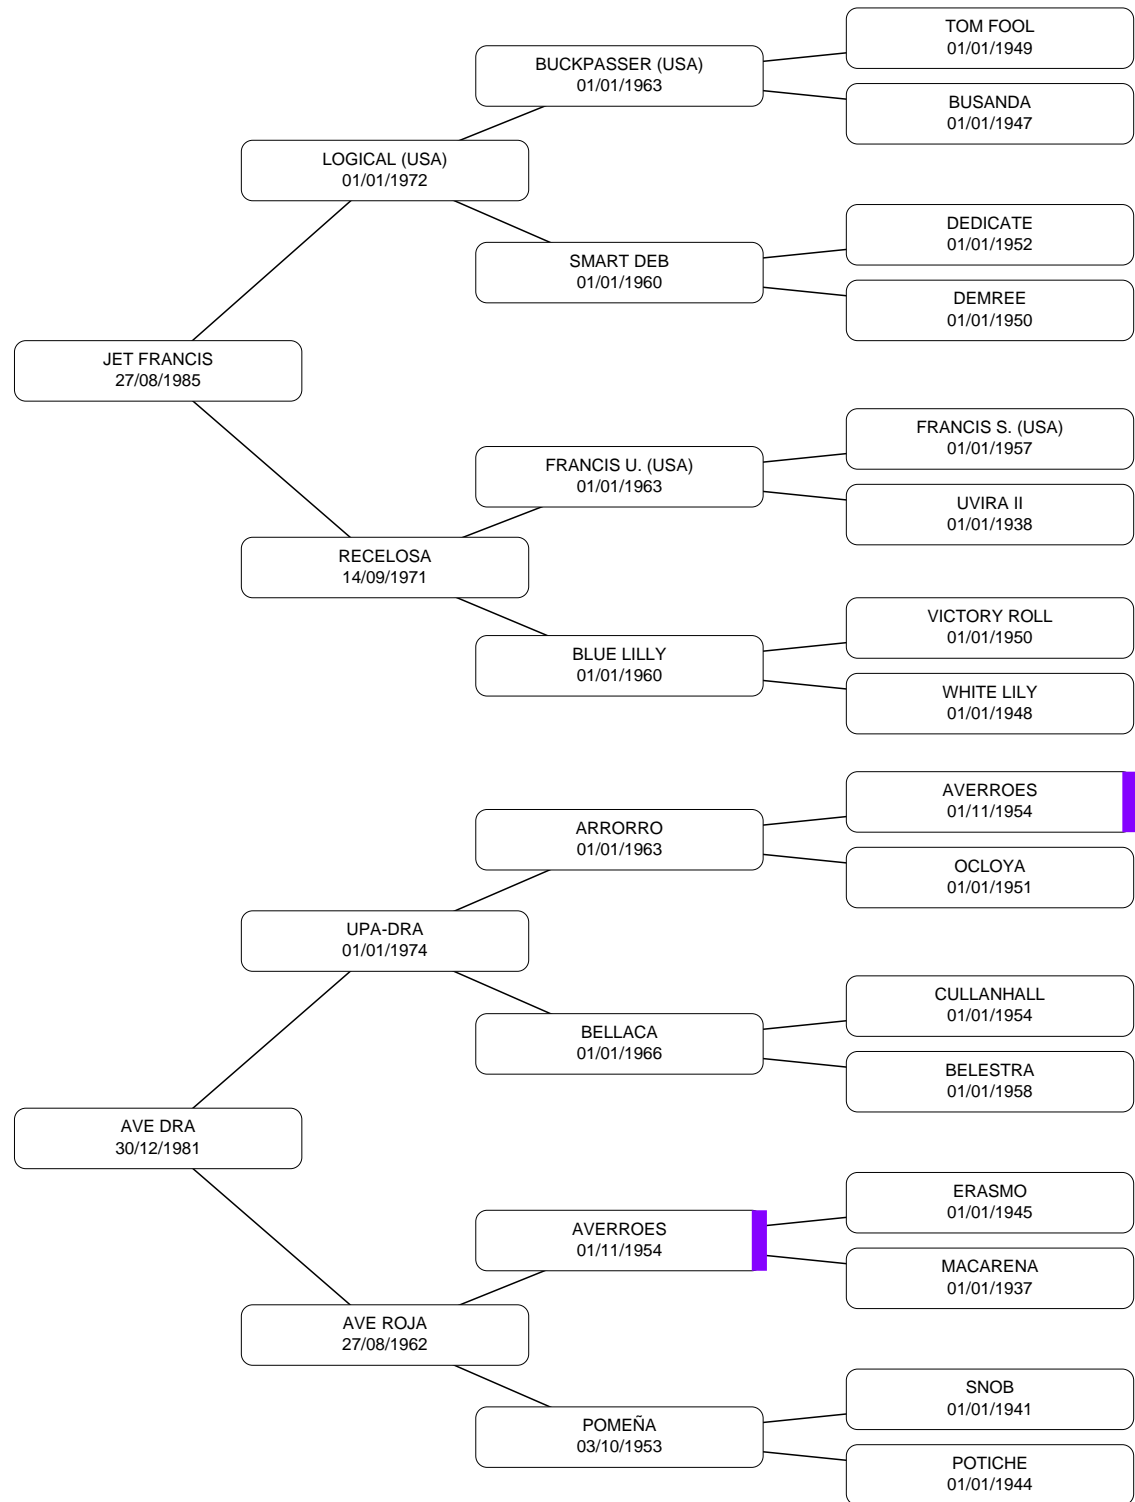 TOM FOOL
01/01/1949
BUCKPASSER (USA)
01/01/1963
BUSANDA
01/01/1947
LOGICAL (USA)
01/01/1972
DEDICATE
01/01/1952
SMART DEB
01/01/1960
DEMREE
01/01/1950
JET FRANCIS
27/08/1985
FRANCIS S. (USA)
01/01/1957
FRANCIS U. (USA)
01/01/1963
UVIRA II
01/01/1938
RECELOSA
14/09/1971
VICTORY ROLL
01/01/1950
BLUE LILLY
01/01/1960
WHITE LILY
01/01/1948
AVERROES
01/11/1954
ARRORRO
01/01/1963
OCLOYA
01/01/1951
UPA-DRA
01/01/1974
CULLANHALL
01/01/1954
BELLACA
01/01/1966
BELESTRA
01/01/1958
AVE DRA
30/12/1981
ERASMO
01/01/1945
AVERROES
01/11/1954
MACARENA
01/01/1937
AVE ROJA
27/08/1962
SNOB
01/01/1941
POMEÑA
03/10/1953
POTICHE
01/01/1944